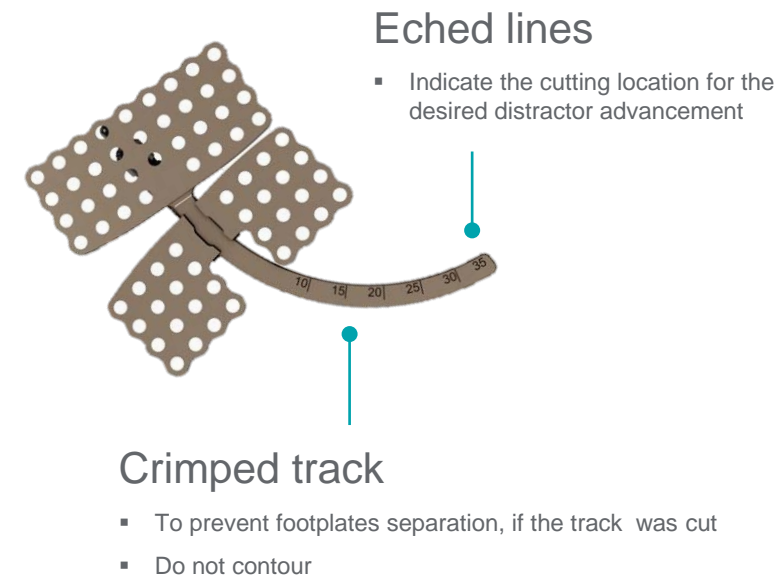 Eched lines
▪ Indicate the cutting location for the
desired distractor advancement
10| 15| 20| 25| 30| 35
Crimped track
▪ To prevent footplates separation, if the track was cut
▪ Do not contour